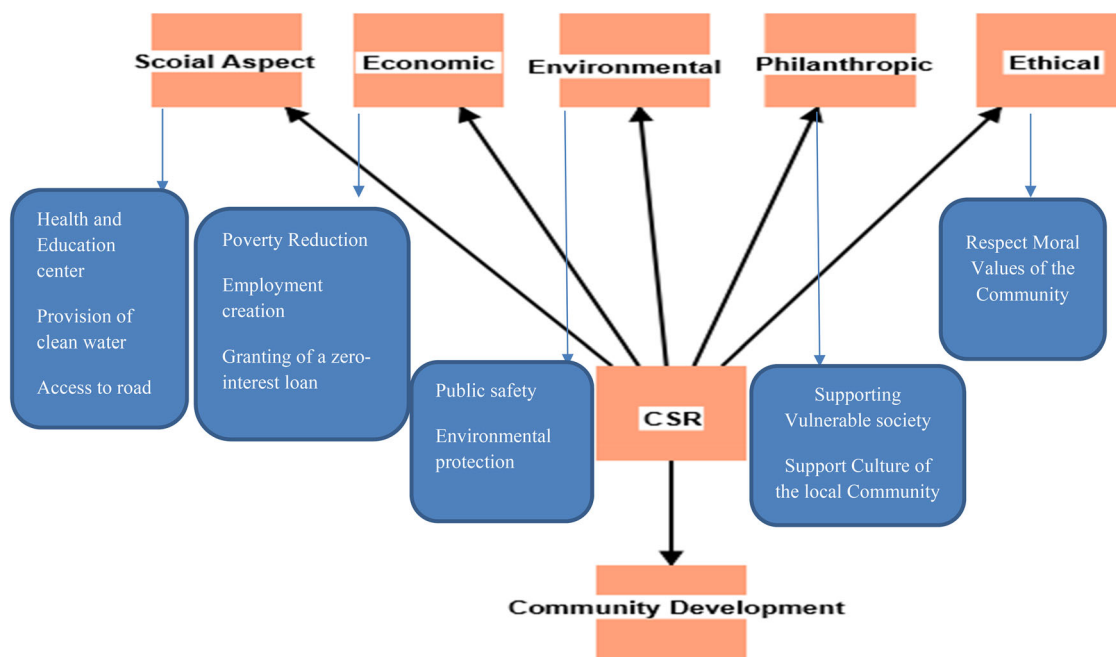 Scoial Aspect
Economic
Environmental
Philanthropic
Ethical
Health and
Education
center
Provision of
clean water
Access to road
Poverty Reduction
Employment
creation
Granting of a zero-
interest loan
Public safety
Environmental
protection
CSR
Supporting
Vulnerable society
Support Culture of
the local Community
Respect Moral
Values of the
Community
Community Development